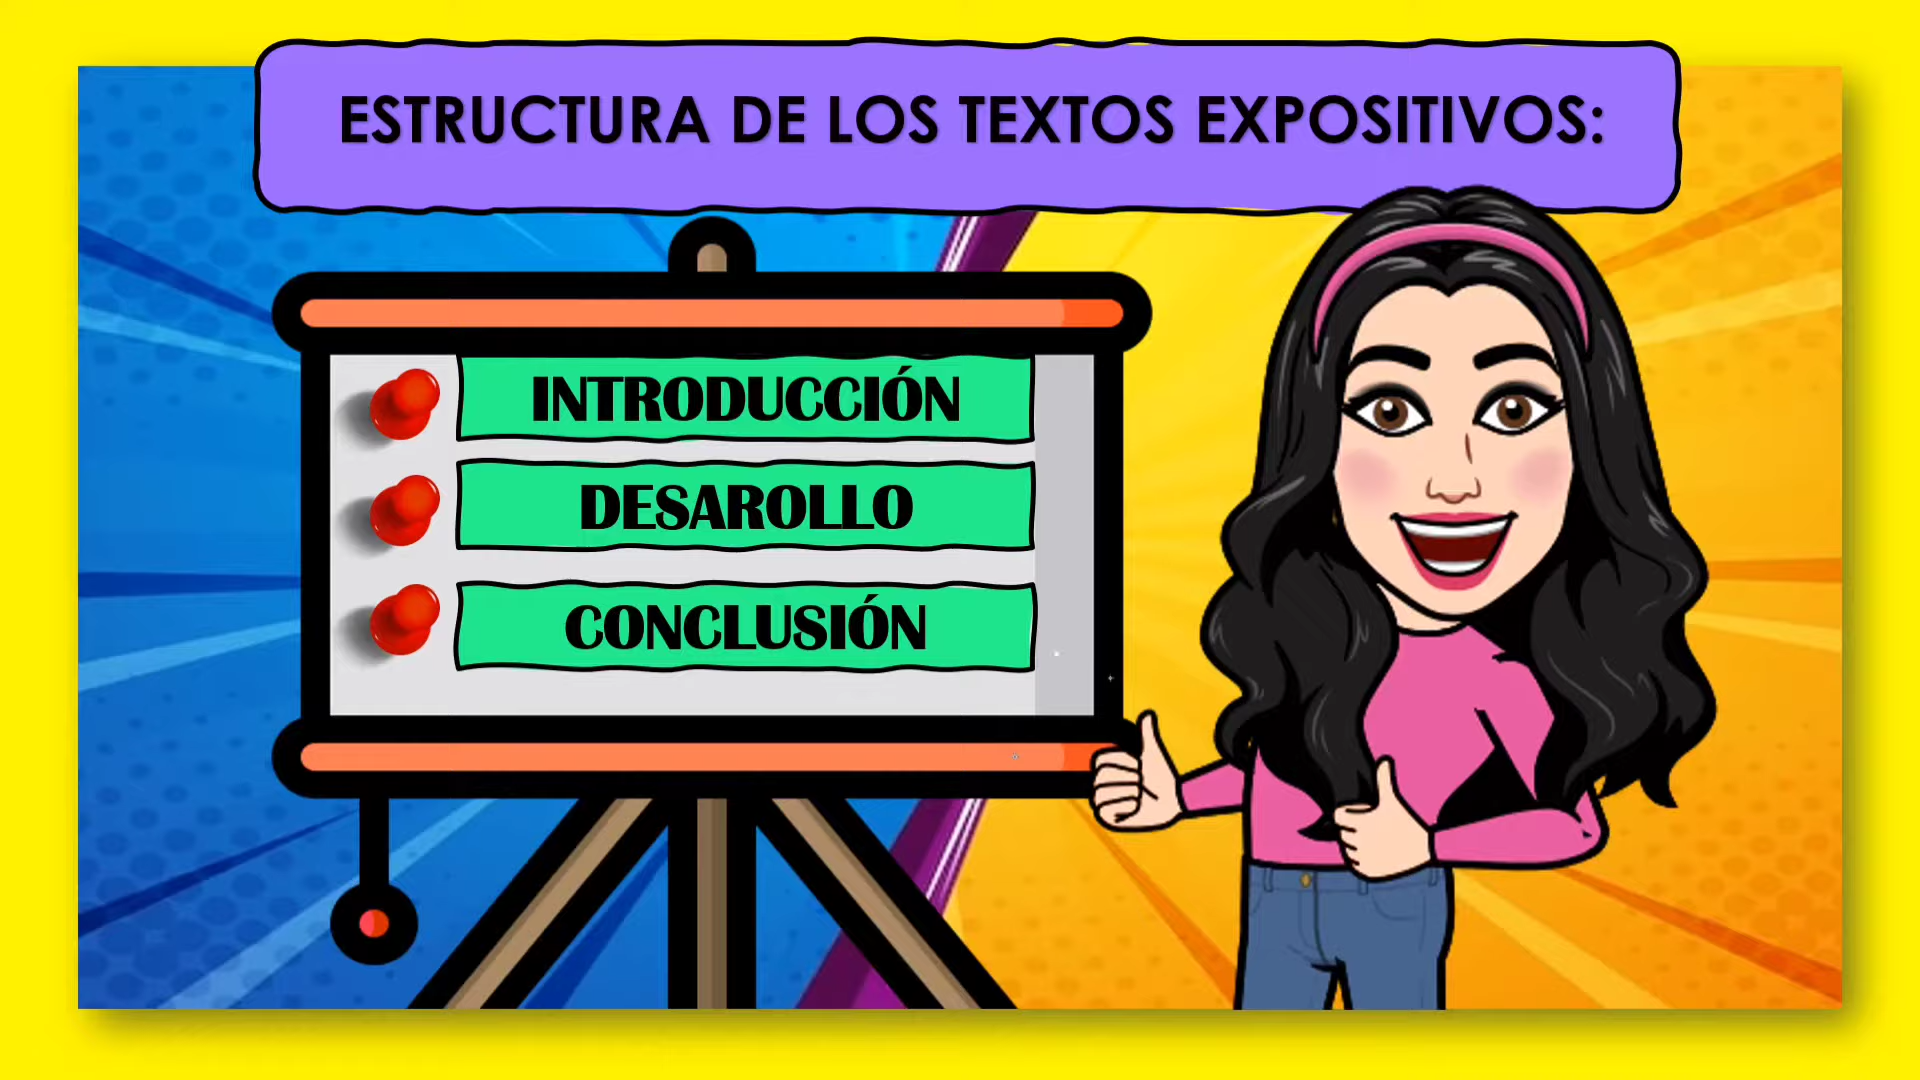 ESTRUCTURA DE LOS TEXTOS EXPOSITIVOS:
INTRODUCCIÓN
DESAROLLO
CONCLUSIÓN